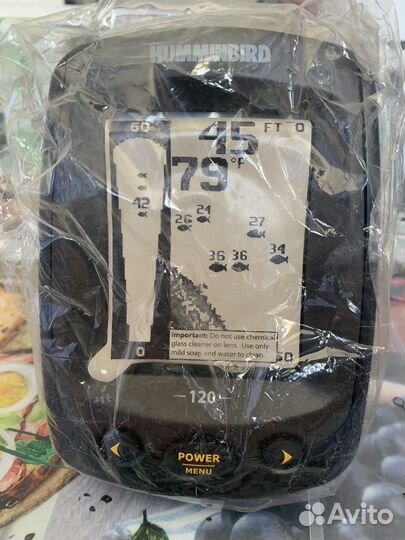 HUMMINBIRD
60 45 FT 0
79 °F
42 26 24 27
36 36 34
Important: Do not use chemical
glass cleaner on lens. Use only
mild soap and water to clean.
0 60
—120—
POWER
MENU
Avito